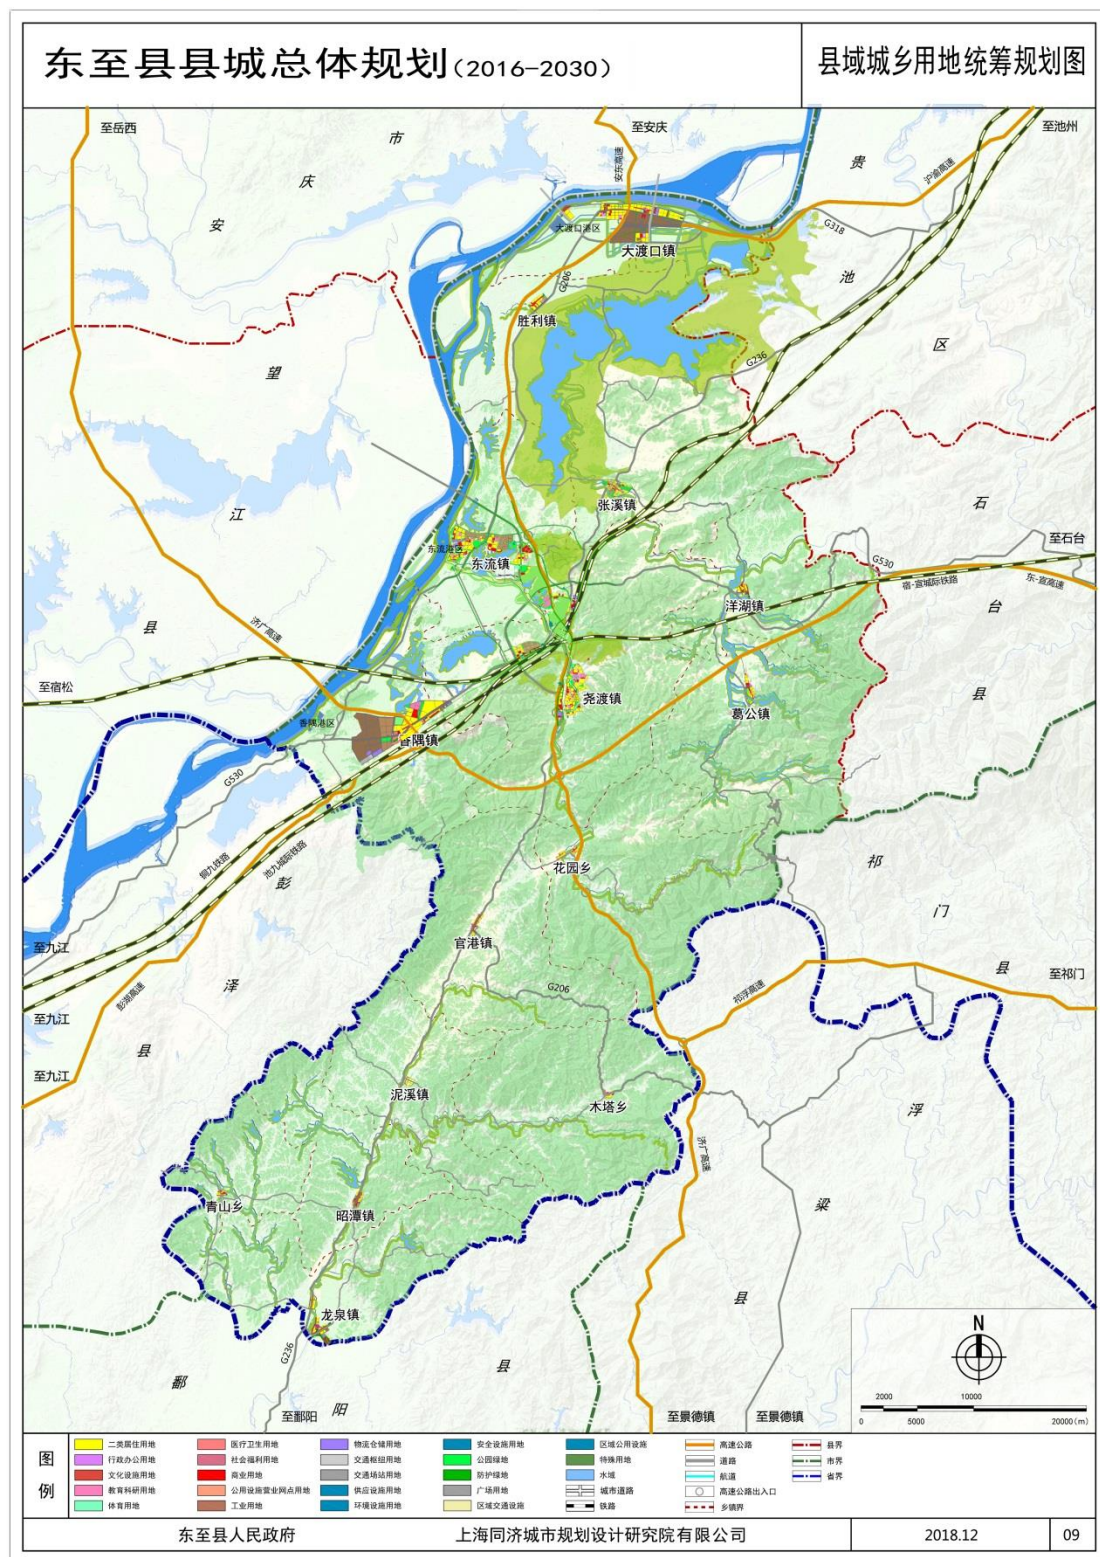 东至县县城总体规划(2016-2030)
县域城乡用地统筹规划图
至岳西
至安庆
至池州
市
庆
安
安东高速
贵
沪渝高速
G318
大渡口港区
大渡口镇
池
G206
胜利镇
区
G236
望
江
县
张溪镇
石
东流港区
东流镇
至石台
G530
宿-宣城际铁路
东-宣高速
洋湖镇
台
济广高速
至宿松
尧渡镇
葛公镇
县
香隅港区
香隅镇
G530
铜九铁路
池九城际铁路
彭
花园乡
祁
门
县
官港镇
至九江
至祁门
泽
彭湖高速
G206
祁浮高速
至九江
县
至九江
泥溪镇
木塔乡
浮
济广高速
青山乡
昭潭镇
梁
龙泉镇
县
G236
县
鄱
阳
至鄱阳
至景德镇
至景德镇
N
2000
10000
0
5000
20000(m)
图
例
二类居住用地
医疗卫生用地
物流仓储用地
安全设施用地
区域公用设施
高速公路
县界
行政办公用地
社会福利用地
交通枢纽用地
公园绿地
特殊用地
道路
市界
文化设施用地
商业用地
交通场站用地
防护绿地
水域
航道
省界
教育科研用地
公用设施营业网点用地
供应设施用地
广场用地
城市道路
高速公路出入口
体育用地
工业用地
环境设施用地
区域交通设施
铁路
乡镇界
东至县人民政府
上海同济城市规划设计研究院有限公司
2018.12
09